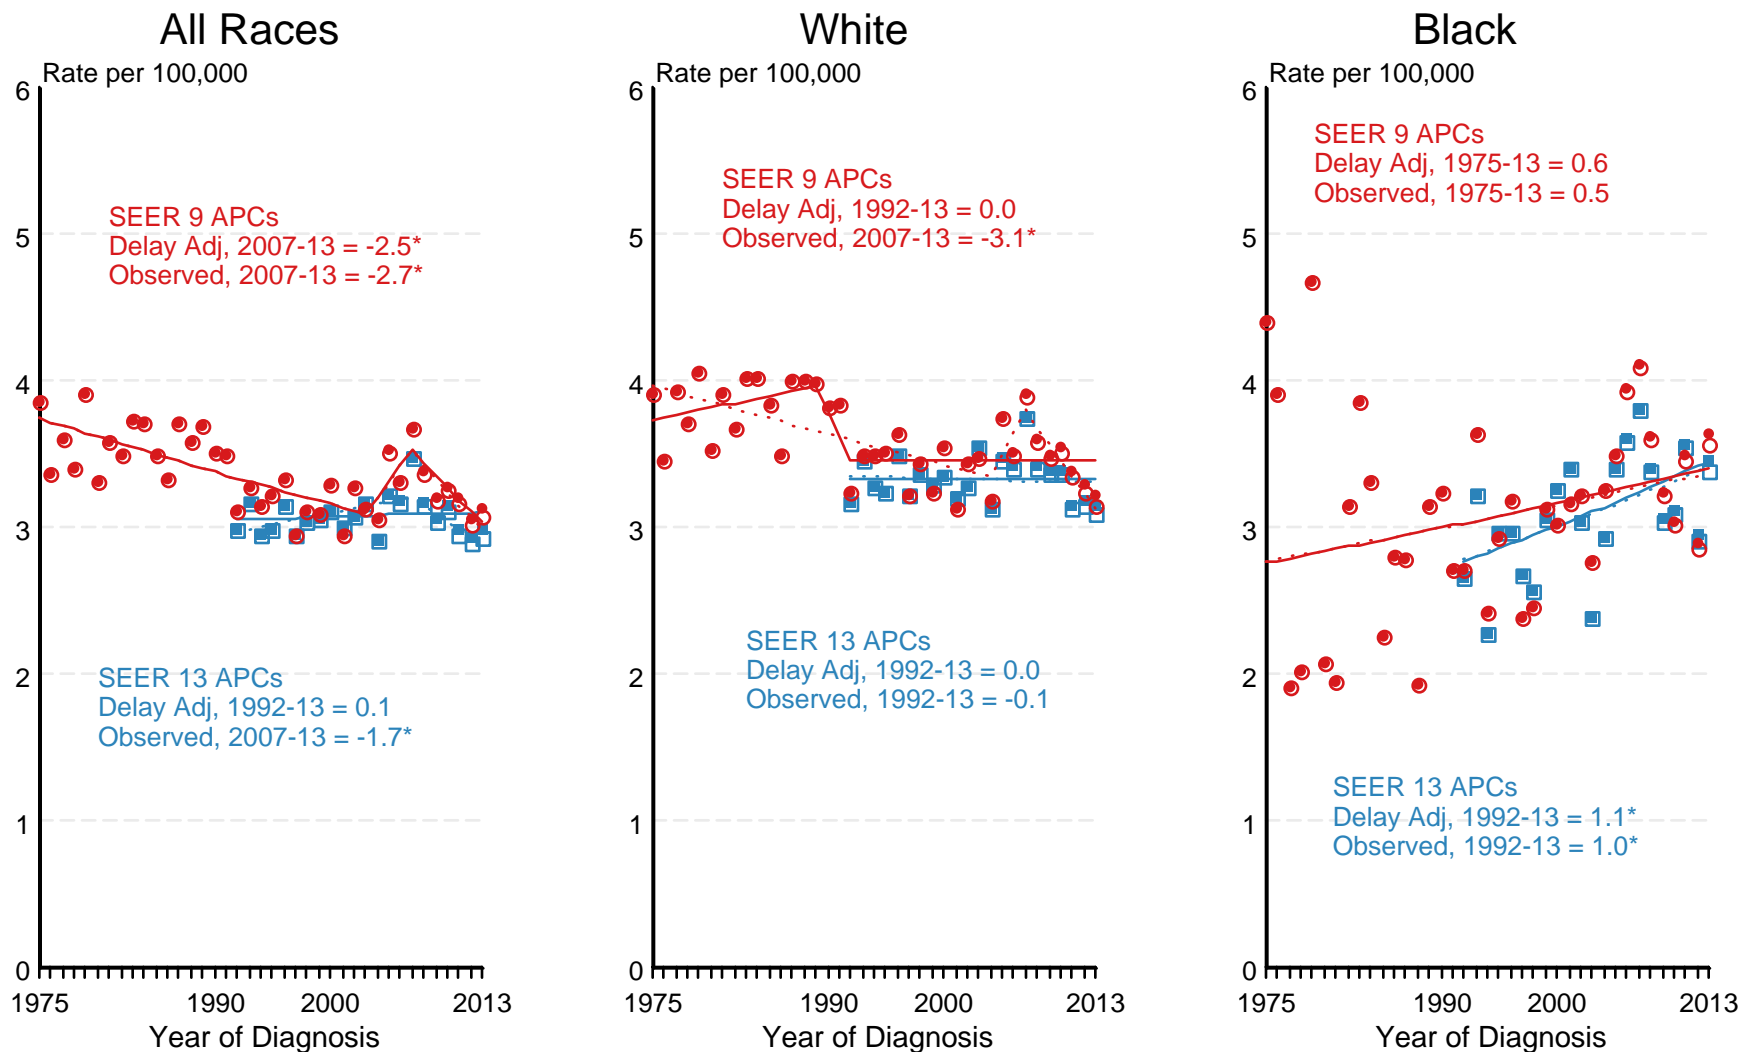 All Races
Rate per 100,000
6
5
4
3
2
1
0
SEER 9 APCs
Delay Adj, 2007-13 = -2.5*
Observed, 2007-13 = -2.7*
SEER 13 APCs
Delay Adj, 1992-13 = 0.1
Observed, 2007-13 = -1.7*
1975 1990 2000 2013
Year of Diagnosis
White
Rate per 100,000
6
5
4
3
2
1
0
SEER 9 APCs
Delay Adj, 1992-13 = 0.0
Observed, 2007-13 = -3.1*
SEER 13 APCs
Delay Adj, 1992-13 = 0.0
Observed, 1992-13 = -0.1
1975 1990 2000 2013
Year of Diagnosis
Black
Rate per 100,000
6
5
4
3
2
1
0
SEER 9 APCs
Delay Adj, 1975-13 = 0.6
Observed, 1975-13 = 0.5
SEER 13 APCs
Delay Adj, 1992-13 = 1.1*
Observed, 1992-13 = 1.0*
1975 1990 2000 2013
Year of Diagnosis